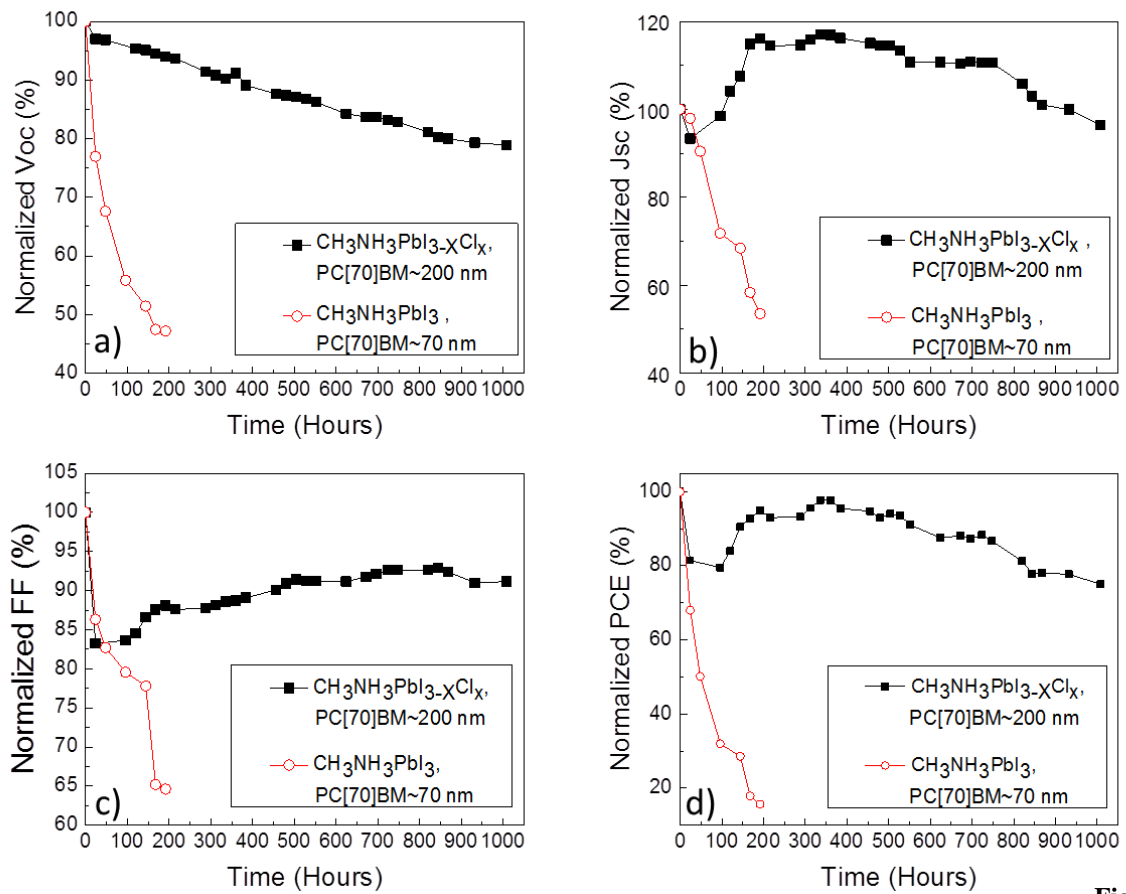 100
90
80
70
60
50
40
Normalized Voc (%)
CH3NH3PbI3-XClX,
PC[70]BM~200 nm
CH3NH3PbI3 ,
PC[70]BM~70 nm
a)
0 100 200 300 400 500 600 700 800 900 1000
Time (Hours)
120
100
80
60
40
Normalized Jsc (%)
CH3NH3PbI3-XClX ,
PC[70]BM~200 nm
CH3NH3PbI3 ,
PC[70]BM~70 nm
b)
0 100 200 300 400 500 600 700 800 900 1000
Time (Hours)
105
100
95
90
85
80
75
70
65
60
Normalized FF (%)
CH3NH3PbI3-XClX,
PC[70]BM~200 nm
CH3NH3PbI3,
PC[70]BM~70 nm
c)
0 100 200 300 400 500 600 700 800 900 1000
Time (Hours)
100
80
60
40
20
Normalized PCE (%)
CH3NH3PbI3-XClX,
PC[70]BM~200 nm
CH3NH3PbI3,
PC[70]BM~70 nm
d)
0 100 200 300 400 500 600 700 800 900 1000
Time (Hours)